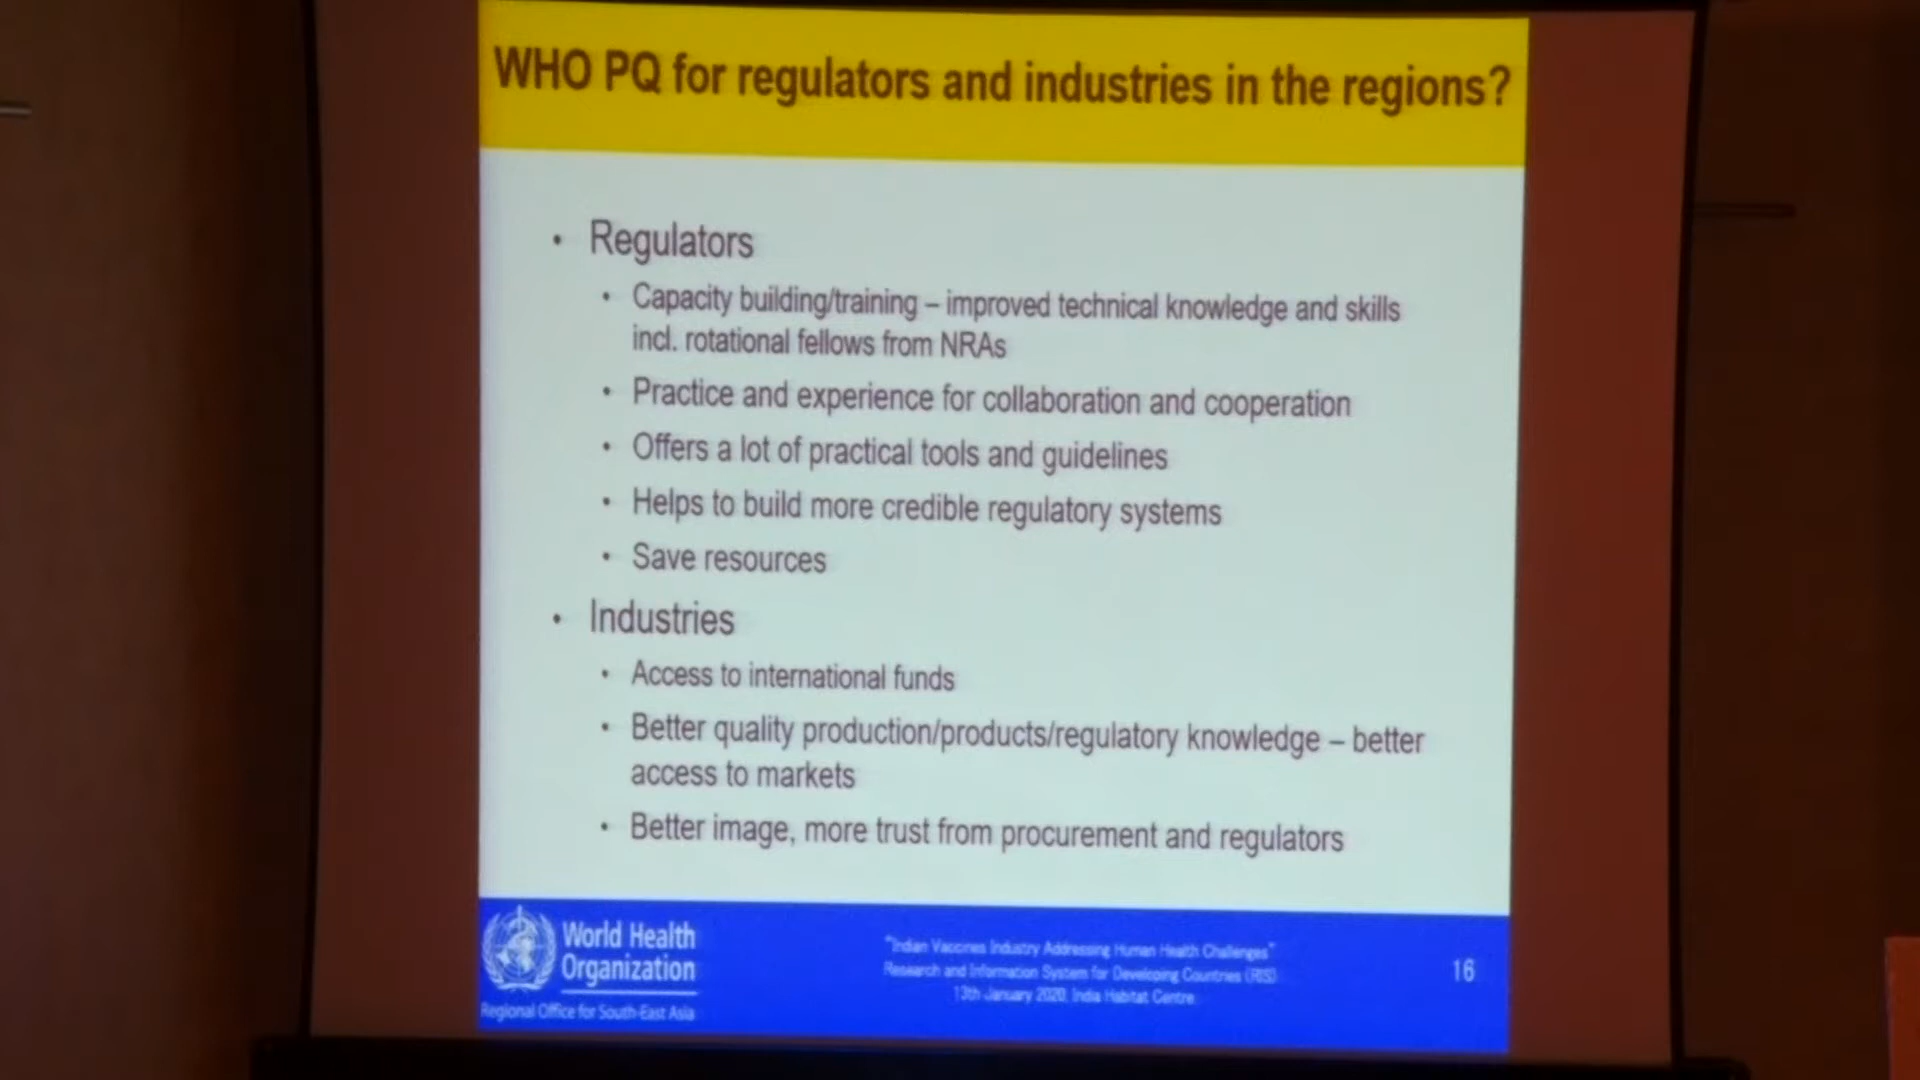 WHO PQ for regulators and industries in the regions?
• Regulators
• Capacity building/training – improved technical knowledge and skills
incl. rotational fellows from NRAs
• Practice and experience for collaboration and cooperation
• Offers a lot of practical tools and guidelines
• Helps to build more credible regulatory systems
• Save resources
• Industries
• Access to international funds
• Better quality production/products/regulatory knowledge – better
access to markets
• Better image, more trust from procurement and regulators
World Health
Organization
Regional Office for South-East Asia
"Indian Vaccines Industry Addressing Human Health Challenges"
Research and Information System for Developing Countries (RIS)
13th January 2020, India Habitat Centre
16